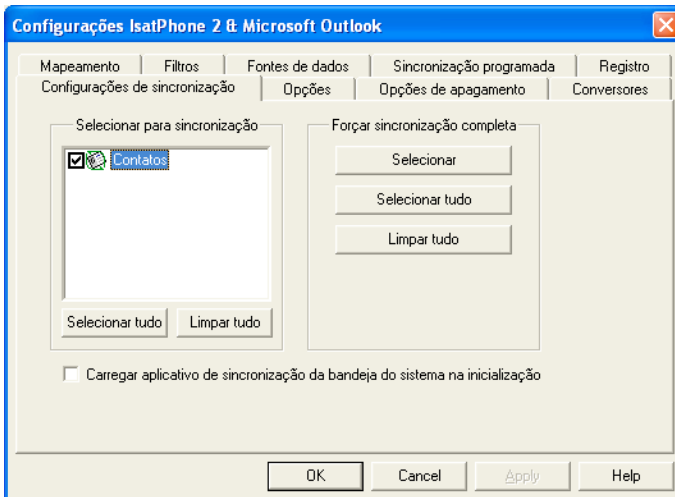 Configurações IsatPhone 2 & Microsoft Outlook
Mapeamento Filtros Fontes de dados Sincronização programada Registro
Configurações de sincronização Opções Opções de apagamento Conversores
Selecionar para sincronização Forçar sincronização completa
Contatos Selecionar
Selecionar tudo
Limpar tudo
Selecionar tudo Limpar tudo
Carregar aplicativo de sincronização da bandeja do sistema na inicialização
OK Cancel Apply Help